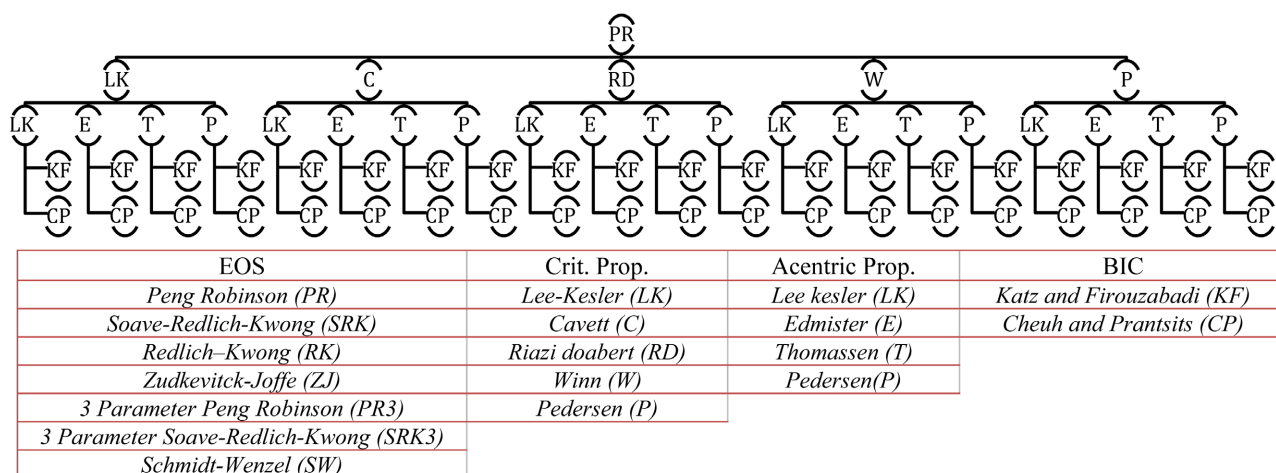 PR
LK C RD W P
LK E T P LK E T P LK E T P LK E T P LK E T P
KF KF KF KF KF KF KF KF KF KF KF KF KF KF KF KF KF KF KF KF
CP CP CP CP CP CP CP CP CP CP CP CP CP CP CP CP CP CP CP CP
EOS Crit. Prop. Acentric Prop. BIC
Peng Robinson (PR) Lee-Kesler (LK) Lee kesler (LK) Katz and Firouzabadi (KF)
Soave-Redlich-Kwong (SRK) Cavett (C) Edmister (E) Cheuh and Prantsits (CP)
Redlich–Kwong (RK) Riazi doabert (RD) Thomassen (T)
Zudkevitck-Joffe (ZJ) Winn (W) Pedersen(P)
3 Parameter Peng Robinson (PR3) Pedersen (P)
3 Parameter Soave-Redlich-Kwong (SRK3)
Schmidt-Wenzel (SW)